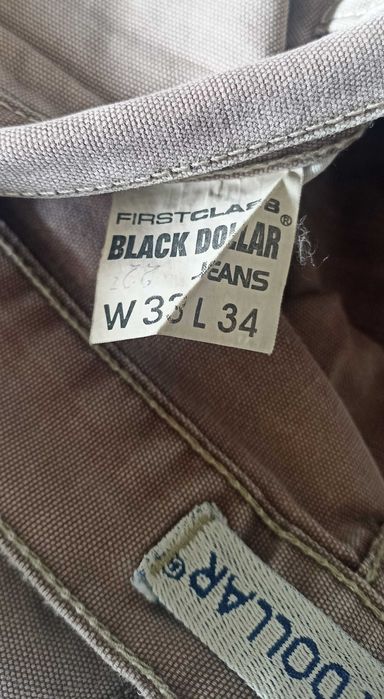 FIRSTCLASS
BLACK DOLLAR®
JEANS
W 33 L 34
DOLLAR®